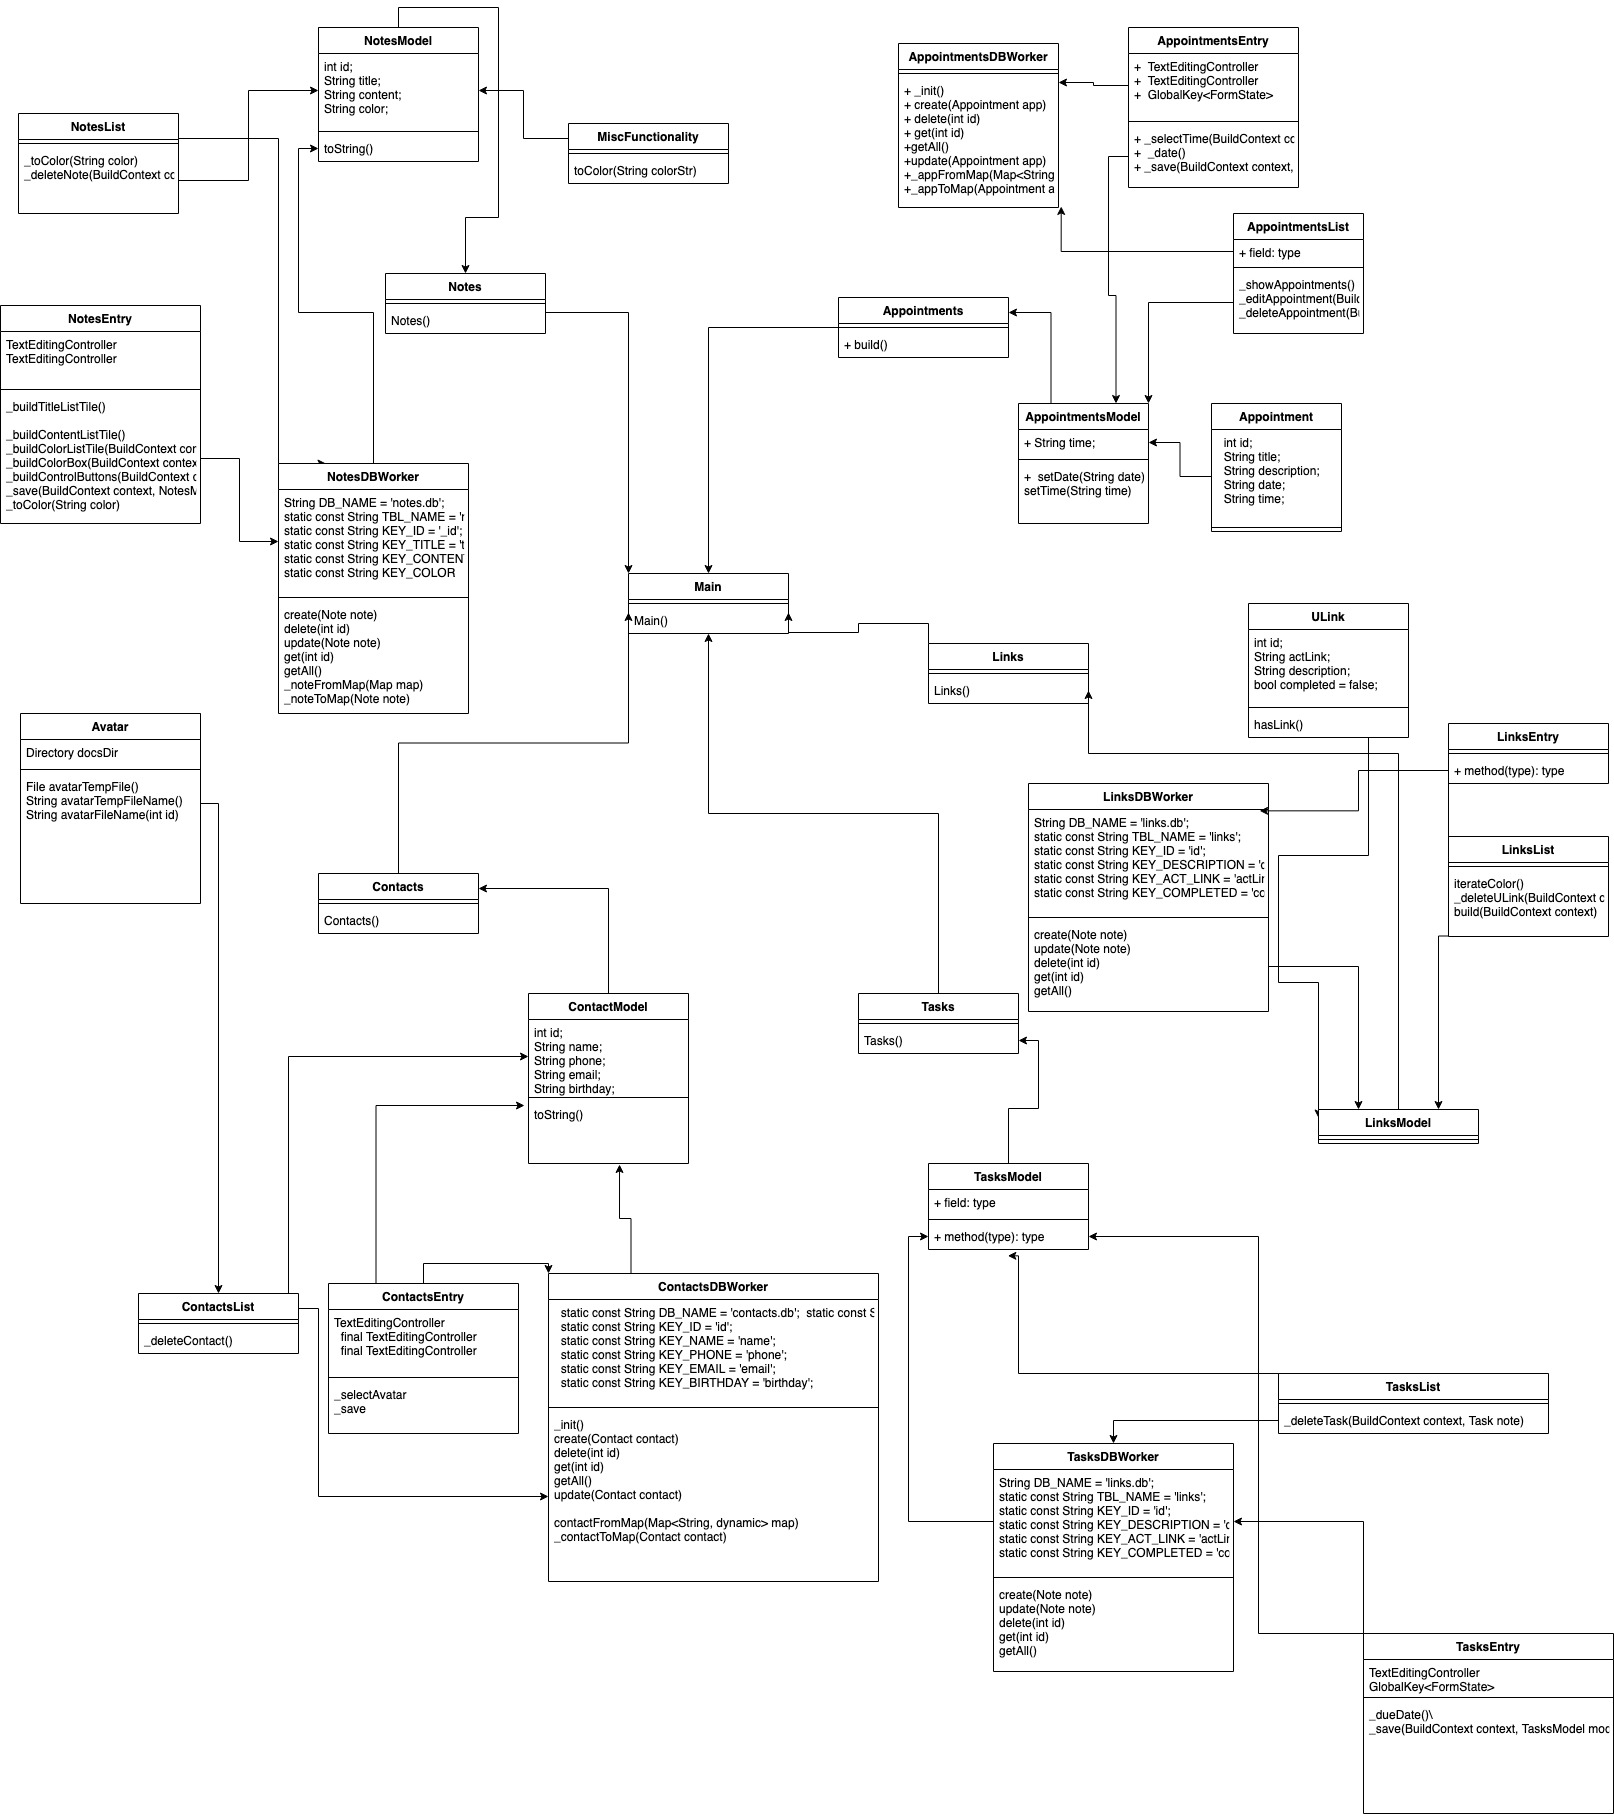 NotesModel
int id;
String title;
String content;
String color;
toString()
AppointmentsDBWorker
+ _init()
+ create(Appointment app)
+ delete(int id)
+ get(int id)
+getAll()
+update(Appointment app)
+_appFromMap(Map<String
+_appToMap(Appointment a
AppointmentsEntry
+ TextEditingController
+ TextEditingController
+ GlobalKey<FormState>
+ _selectTime(BuildContext cc
+ _date()
+ _save(BuildContext context,
NotesList
_toColor(String color)
_deleteNote(BuildContext cc
MiscFunctionality
toColor(String colorStr)
AppointmentsList
+ field: type
_showAppointments()
_editAppointment(Build
_deleteAppointment(Bu
Notes
Notes()
Appointments
+ build()
NotesEntry
TextEditingController
TextEditingController
_buildTitleListTile()
_buildContentListTile()
_buildColorListTile(BuildContext con
_buildColorBox(BuildContext contex
_buildControlButtons(BuildContext c
_save(BuildContext context, NotesM
_toColor(String color)
AppointmentsModel
+ String time;
+ setDate(String date)
setTime(String time)
Appointment
int id;
String title;
String description;
String date;
String time;
NotesDBWorker
String DB_NAME = 'notes.db';
static const String TBL_NAME = 'r
static const String KEY_ID = '_id';
static const String KEY_TITLE = 't
static const String KEY_CONTEN
static const String KEY_COLOR
create(Note note)
delete(int id)
update(Note note)
get(int id)
getAll()
_noteFromMap(Map map)
_noteToMap(Note note)
Main
Main()
Links
Links()
ULink
int id;
String actLink;
String description;
bool completed = false;
hasLink()
Avatar
Directory docsDir
File avatarTempFile()
String avatarTempFileName()
String avatarFileName(int id)
LinksEntry
+ method(type): type
LinksDBWorker
String DB_NAME = 'links.db';
static const String TBL_NAME = 'links';
static const String KEY_ID = 'id';
static const String KEY_DESCRIPTION = 'c
static const String KEY_ACT_LINK = 'actLir
static const String KEY_COMPLETED = 'cc
create(Note note)
update(Note note)
delete(int id)
get(int id)
getAll()
LinksList
iterateColor()
_deleteULink(BuildContext c
build(BuildContext context)
Contacts
Contacts()
ContactModel
int id;
String name;
String phone;
String email;
String birthday;
toString()
Tasks
Tasks()
LinksModel
TasksModel
+ field: type
+ method(type): type
ContactsList
_deleteContact()
ContactsEntry
TextEditingController
final TextEditingController
final TextEditingController
_selectAvatar
_save
ContactsDBWorker
static const String DB_NAME = 'contacts.db'; static const S
static const String KEY_ID = 'id';
static const String KEY_NAME = 'name';
static const String KEY_PHONE = 'phone';
static const String KEY_EMAIL = 'email';
static const String KEY_BIRTHDAY = 'birthday';
_init()
create(Contact contact)
delete(int id)
get(int id)
getAll()
update(Contact contact)
contactFromMap(Map<String, dynamic> map)
_contactToMap(Contact contact)
TasksList
_deleteTask(BuildContext context, Task note)
TasksDBWorker
String DB_NAME = 'links.db';
static const String TBL_NAME = 'links';
static const String KEY_ID = 'id';
static const String KEY_DESCRIPTION = 'c
static const String KEY_ACT_LINK = 'actLir
static const String KEY_COMPLETED = 'cc
create(Note note)
update(Note note)
delete(int id)
get(int id)
getAll()
TasksEntry
TextEditingController
GlobalKey<FormState>
_dueDate()\
_save(BuildContext context, TasksModel moc